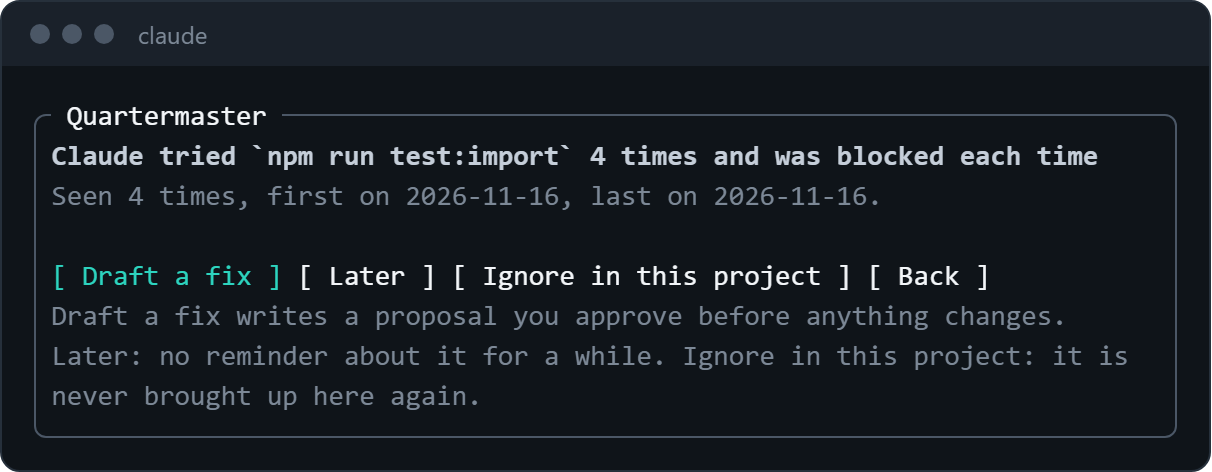 claude
Quartermaster
Claude tried `npm run test:import` 4 times and was blocked each time
Seen 4 times, first on 2026-11-16, last on 2026-11-16.
[ Draft a fix ] [ Later ] [ Ignore in this project ] [ Back ]
Draft a fix writes a proposal you approve before anything changes.
Later: no reminder about it for a while. Ignore in this project: it is
never brought up here again.